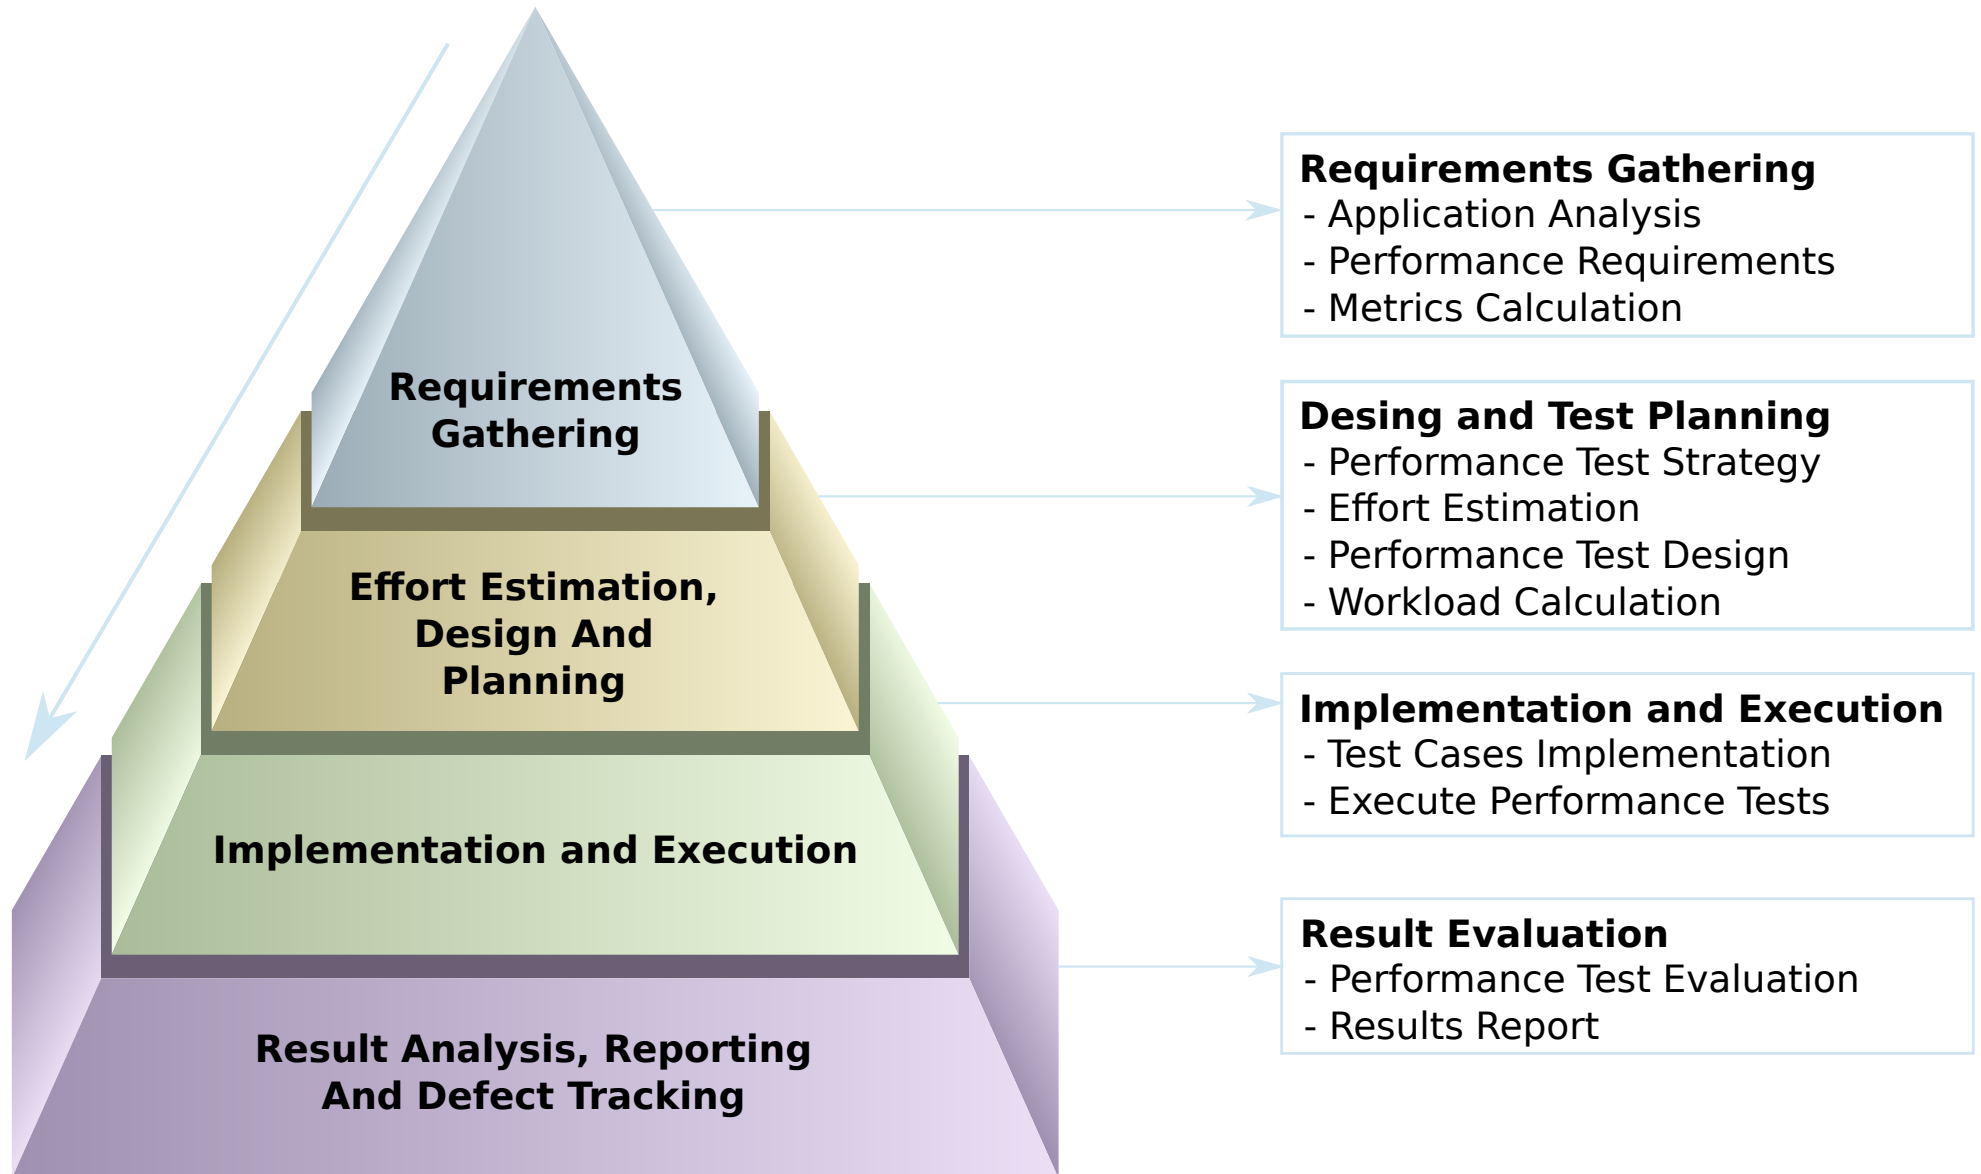 Requirements
Gathering
Effort Estimation,
Design And
Planning
Implementation and Execution
Result Analysis, Reporting
And Defect Tracking
Requirements Gathering
- Application Analysis
- Performance Requirements
- Metrics Calculation
Desing and Test Planning
- Performance Test Strategy
- Effort Estimation
- Performance Test Design
- Workload Calculation
Implementation and Execution
- Test Cases Implementation
- Execute Performance Tests
Result Evaluation
- Performance Test Evaluation
- Results Report